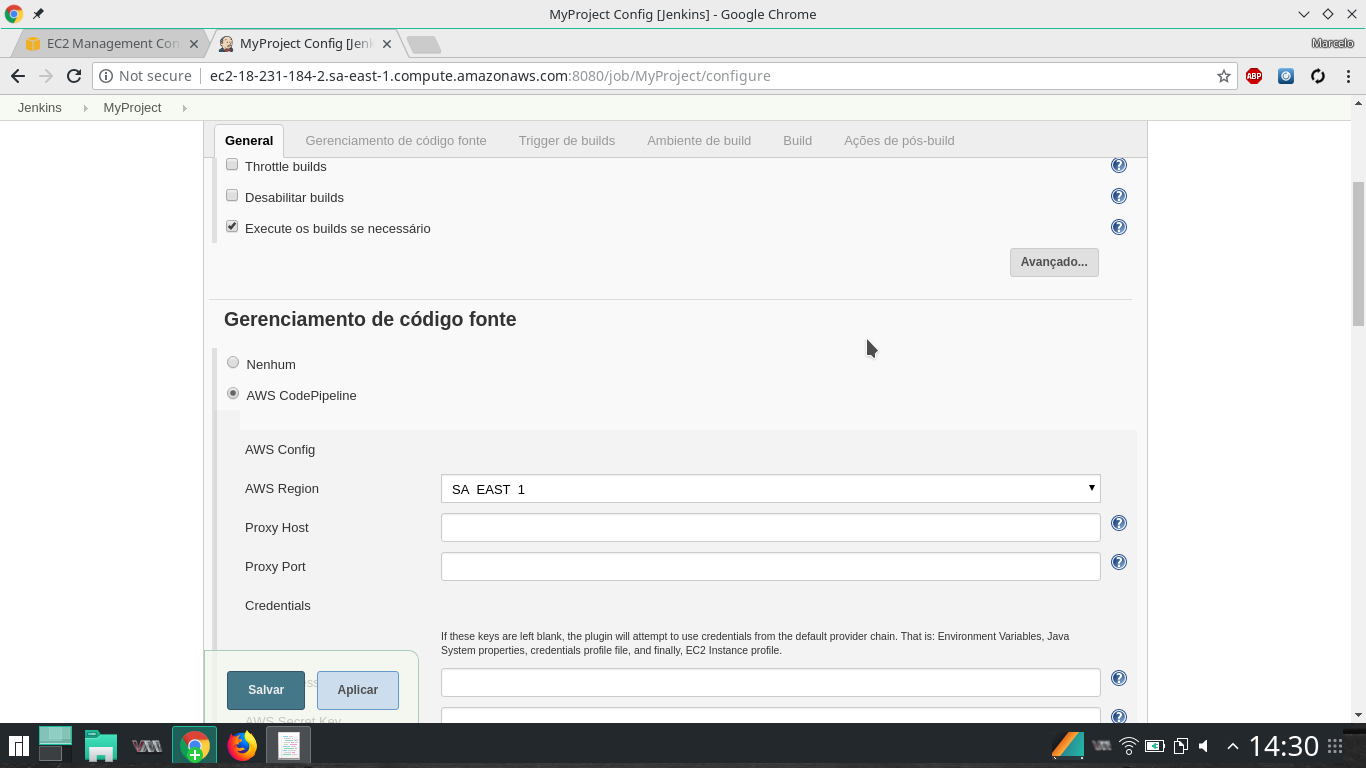 MyProject Config [Jenkins] - Google Chrome
EC2 Management Con
MyProject Config [Jenk
Marcelo
Not secure
ec2-18-231-184-2.sa-east-1.compute.amazonaws.com:8080/job/MyProject/configure
ABP
Jenkins
MyProject
General
Gerenciamento de código fonte
Trigger de builds
Ambiente de build
Build
Ações de pós-build
Throttle builds
Desabilitar builds
Execute os builds se necessário
Avançado...
Gerenciamento de código fonte
Nenhum
AWS CodePipeline
AWS Config
AWS Region
SA_EAST_1
Proxy Host
Proxy Port
Credentials
If these keys are left blank, the plugin will attempt to use credentials from the default provider chain. That is: Environment Variables, Java
System properties, credentials profile file, and finally, EC2 Instance profile.
Salvar
Aplicar
AWS Secret Key
14:30